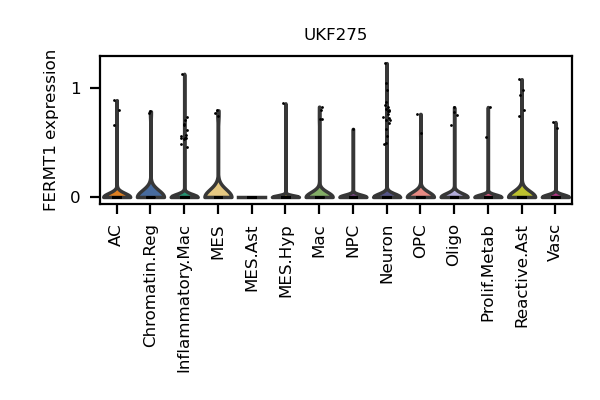 UKF275
FERMT1 expression
1
0
AC
Chromatin.Reg
Inflammatory.Mac
MES
MES.Ast
MES.Hyp
Mac
NPC
Neuron
OPC
Oligo
Prolif.Metab
Reactive.Ast
Vasc